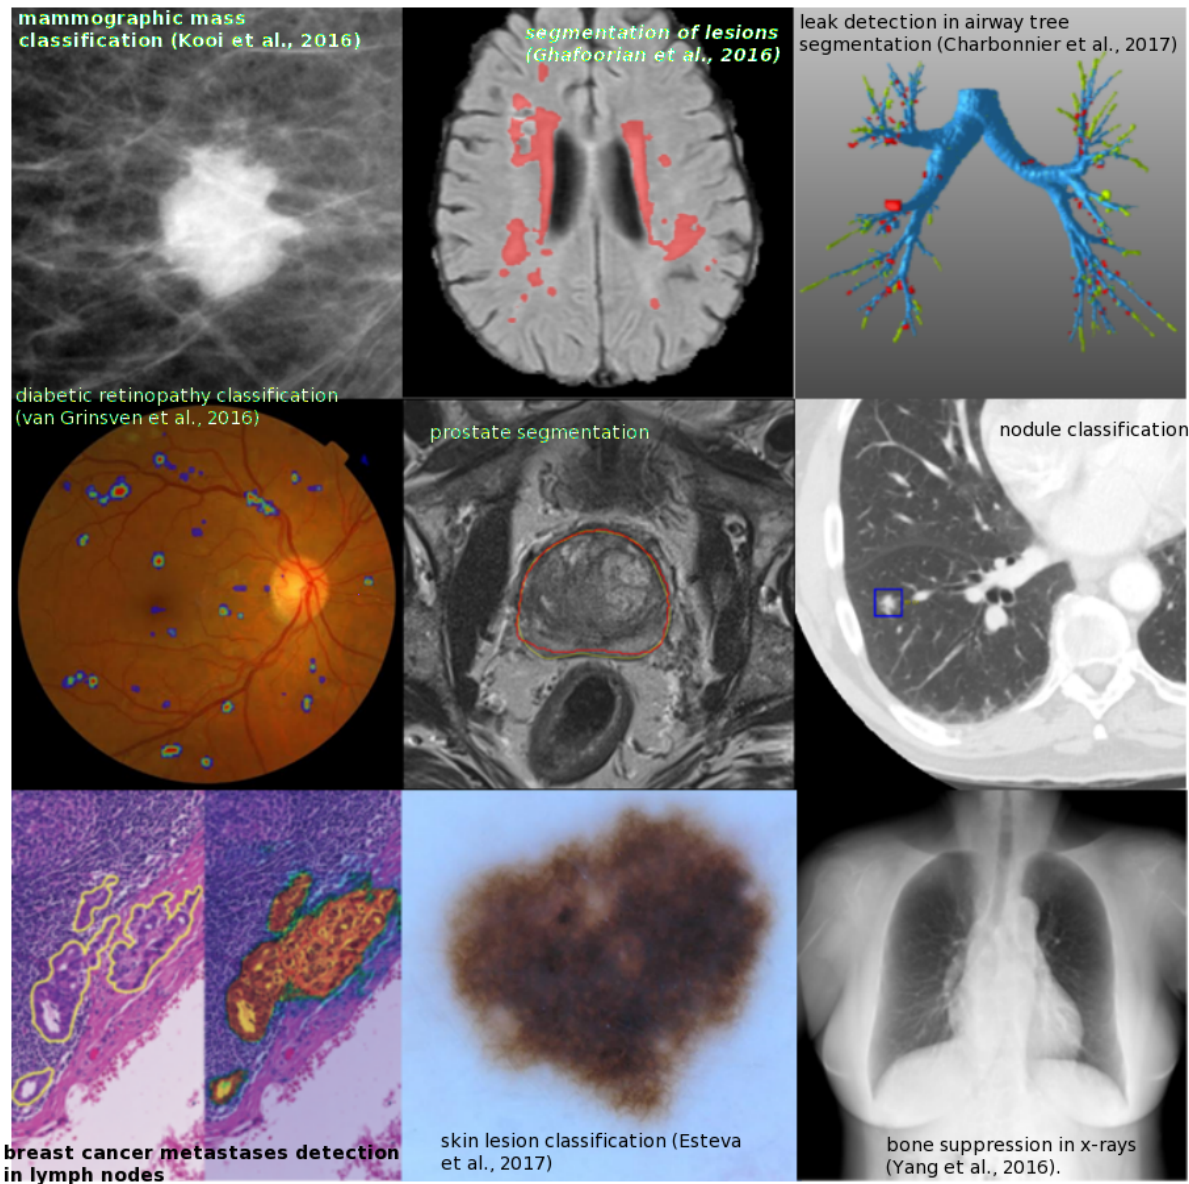 mammographic mass
classification (Kooi et al., 2016)
segmentation of lesions
(Ghafoorian et al., 2016)
leak detection in airway tree
segmentation (Charbonnier et al., 2017)
diabetic retinopathy classification
(van Grinsven et al., 2016)
prostate segmentation
nodule classification
breast cancer metastases detection
in lymph nodes
skin lesion classification (Esteva
et al., 2017)
bone suppression in x-rays
(Yang et al., 2016).